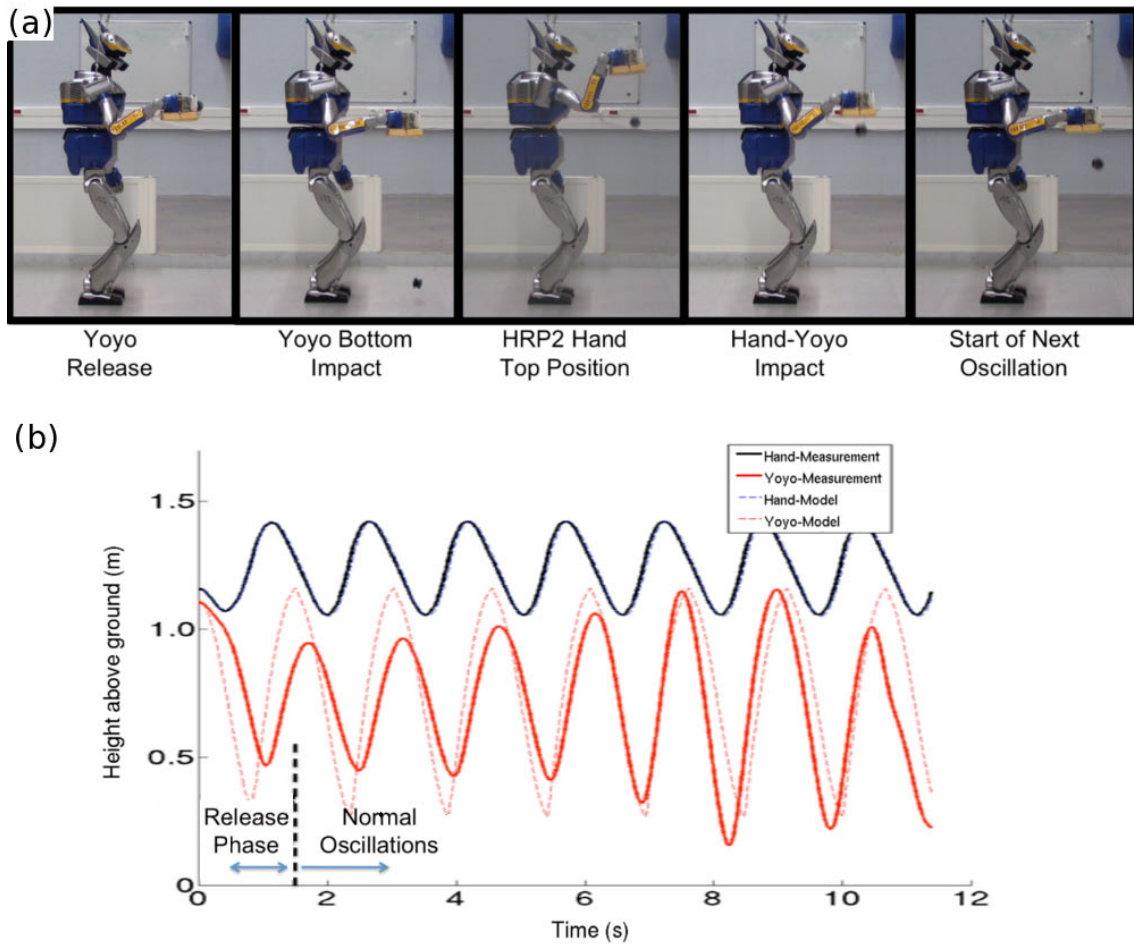 (a)
Yoyo
Release
Yoyo Bottom
Impact
HRP2 Hand
Top Position
Hand-Yoyo
Impact
Start of Next
Oscillation
(b)
Hand-Measurement
Yoyo-Measurement
Hand-Model
Yoyo-Model
Height above ground (m)
1.5
1.0
0.5
0
Release
Phase
Normal
Oscillations
0
2
4
6
8
10
12
Time (s)